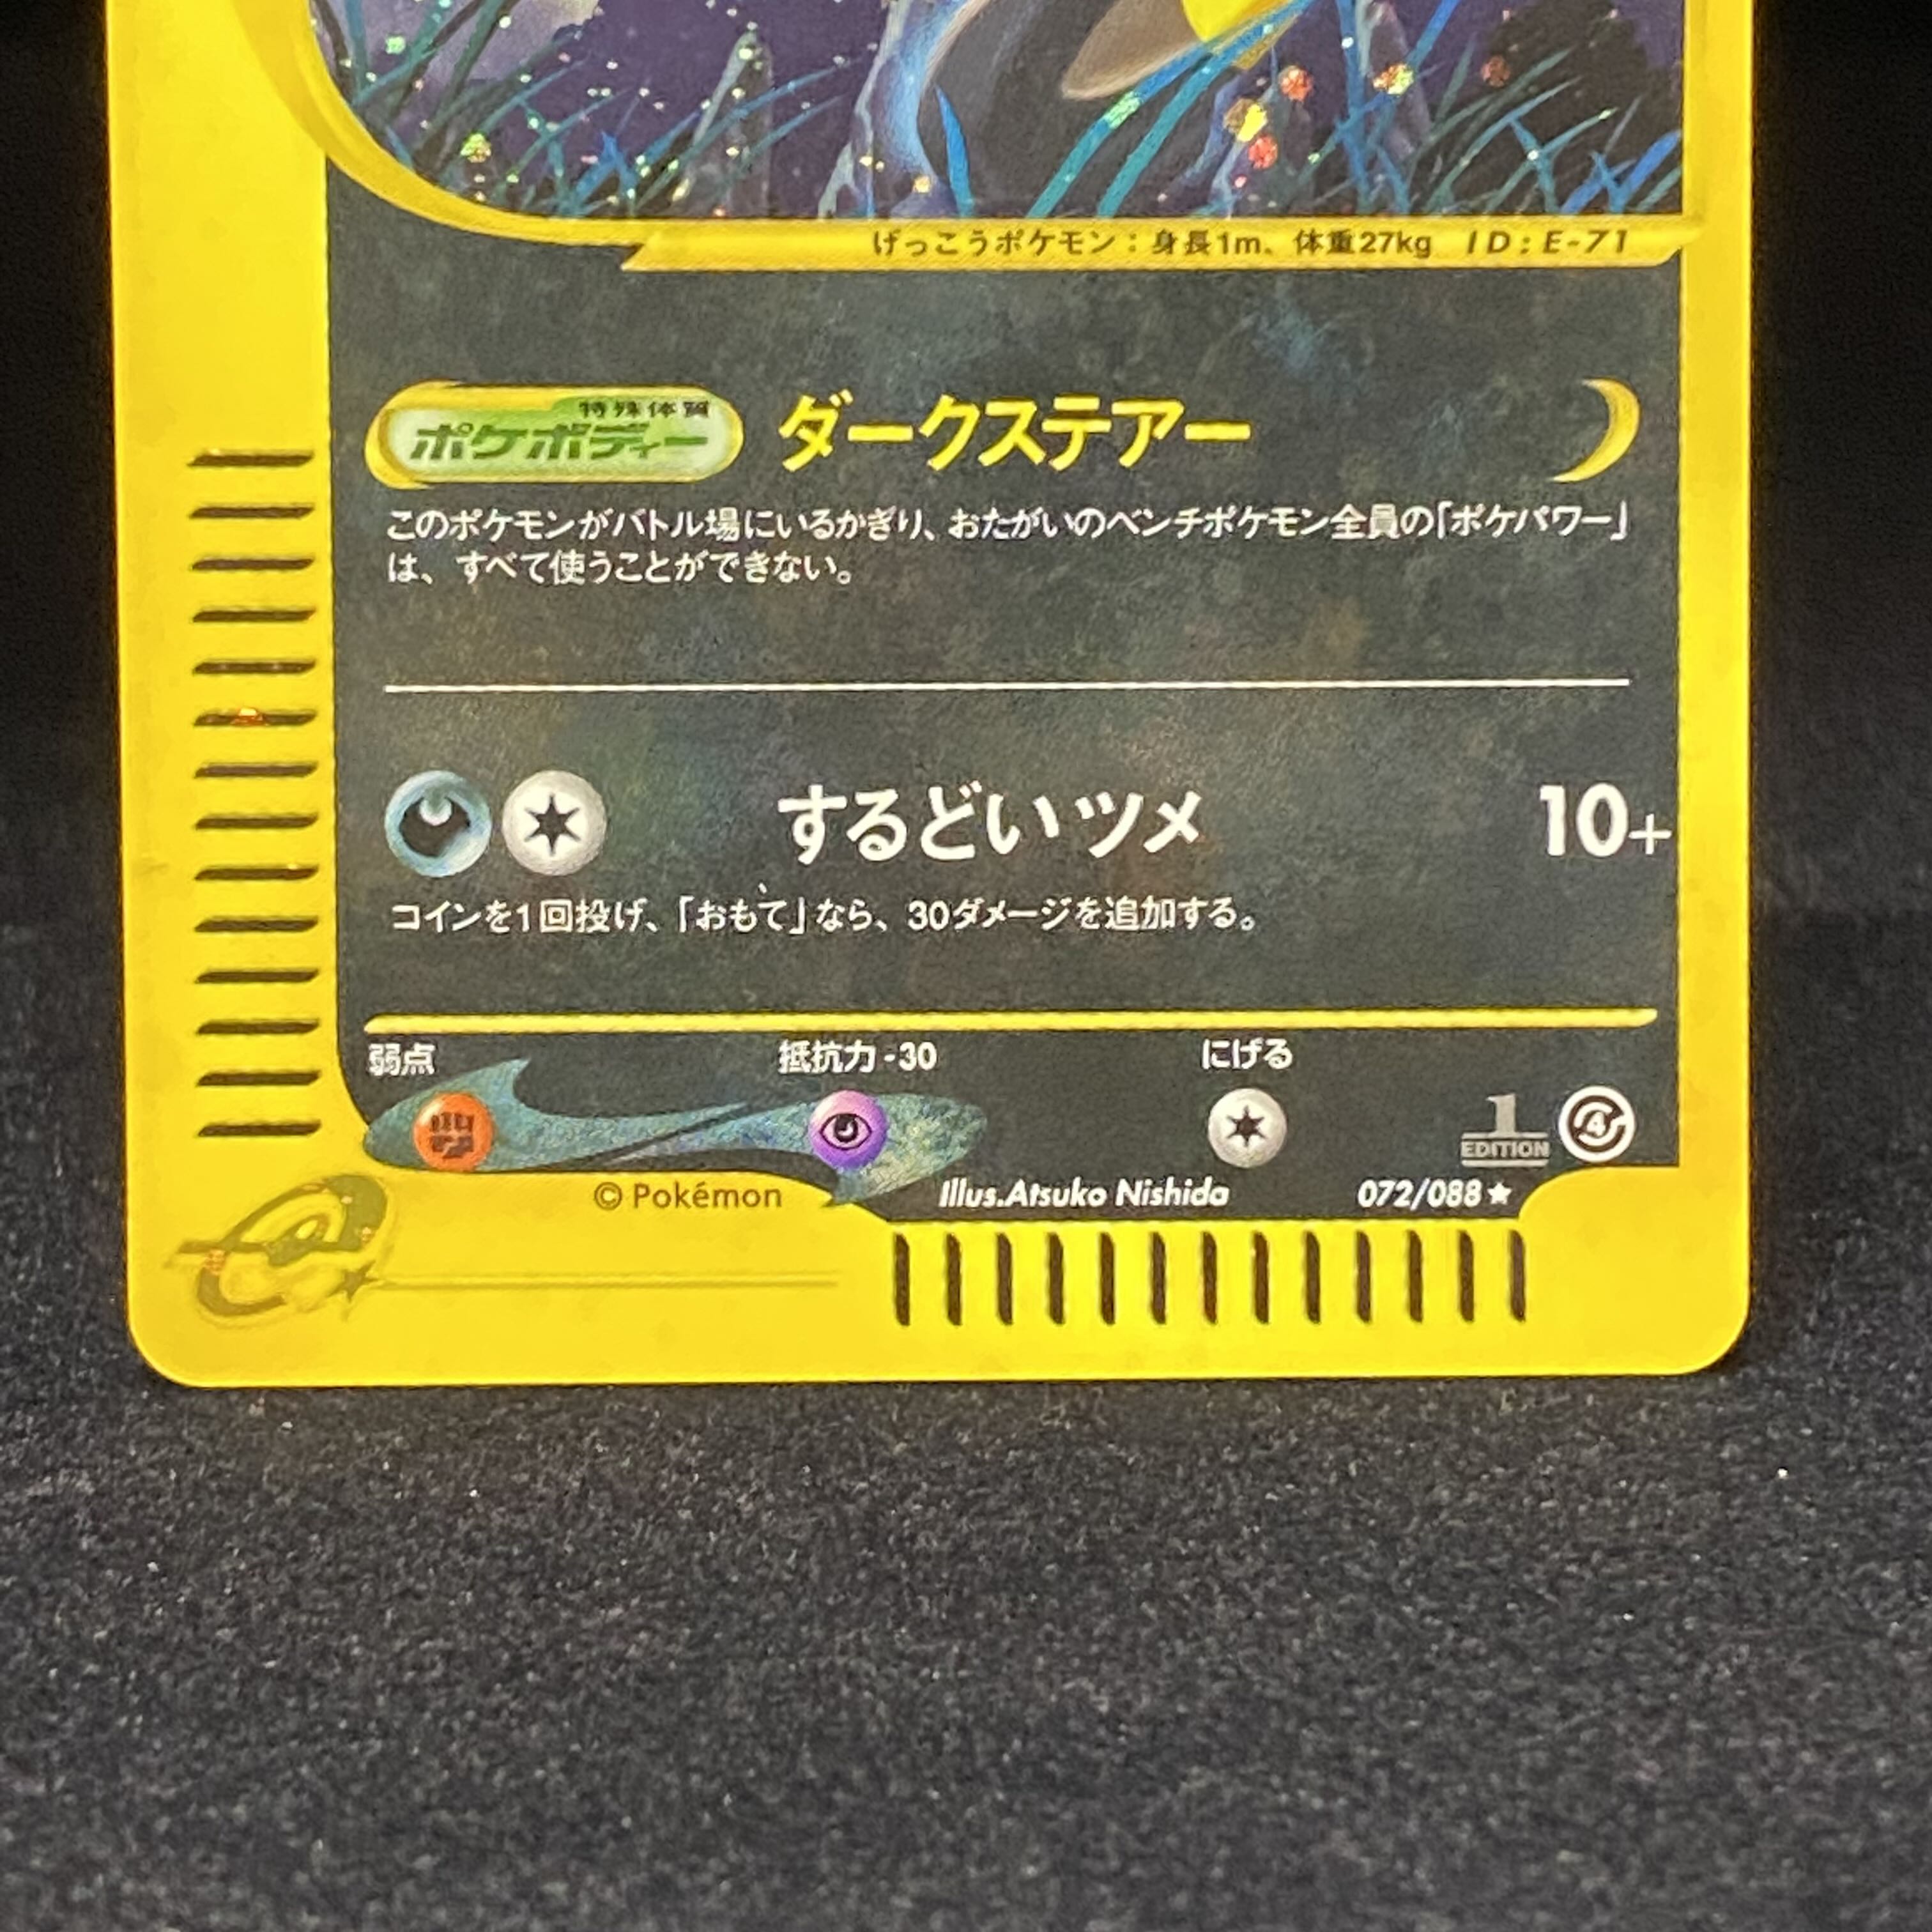 げっこうポケモン：身長1m、体重27kg ID:E-71
特殊体質
ポケボディー ダークステアー
このポケモンがバトル場にいるかぎり、おたがいのベンチポケモン全員の「ポケパワー」
は、すべて使うことができない。
するどいツメ 10+
コインを1回投げ、「おもて」なら、30ダメージを追加する。
弱点 抵抗力-30 にげる
1
EDITION
4
© Pokémon Illus.Atsuko Nishida 072/088★
e